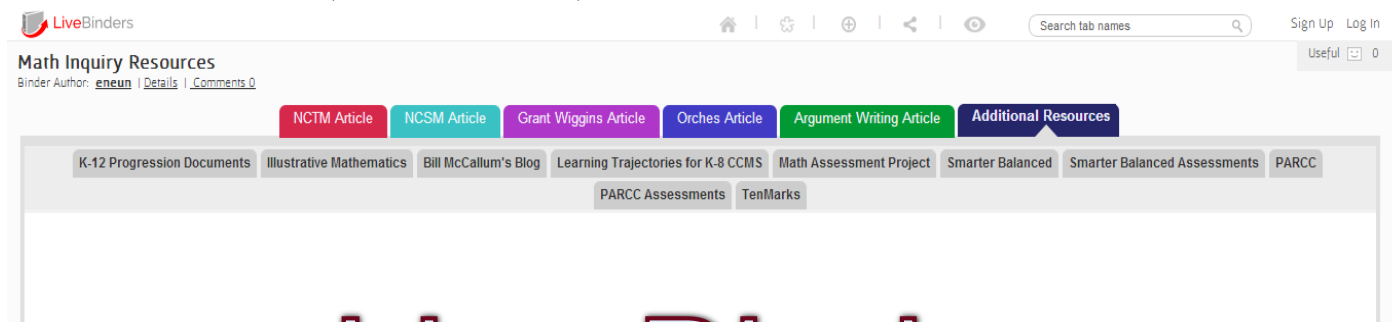 LiveBinders
Search tab names
Sign Up Log In
Math Inquiry Resources
Useful 0
Binder Author: eneun | Details | Comments 0
NCTM Article NCSM Article Grant Wiggins Article Orches Article Argument Writing Article Additional Resources
K-12 Progression Documents Illustrative Mathematics Bill McCallum's Blog Learning Trajectories for K-8 CCMS Math Assessment Project Smarter Balanced Smarter Balanced Assessments PARCC
PARCC Assessments TenMarks